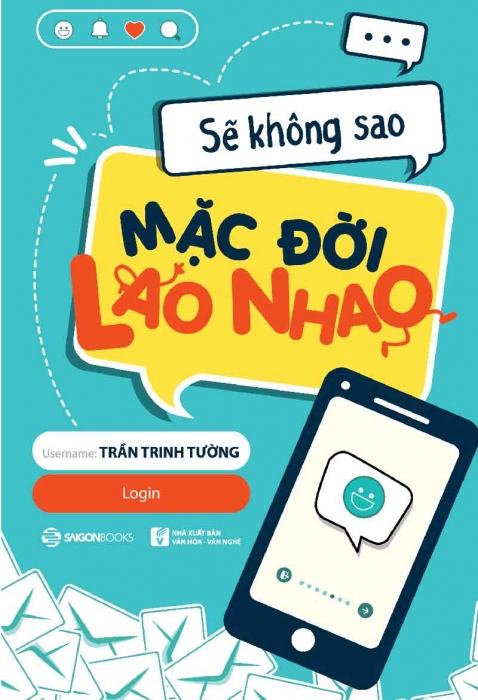 Sẽ không sao
MẶC ĐỜI
LAO NHAO
Username: TRẦN TRINH TƯỜNG
Login
SAIGONBOOKS
NHÀ XUẤT BẢN
VĂN HÓA - VĂN NGHỆ